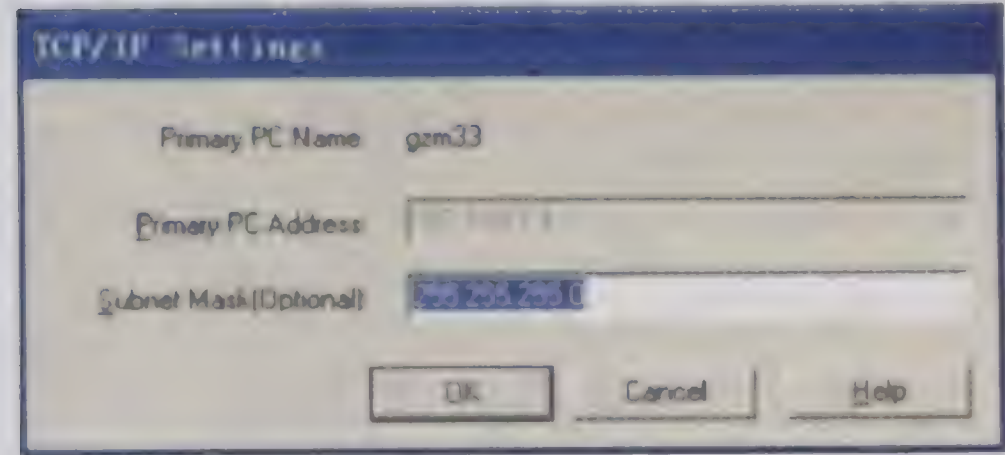 TCP/IP Settings
Primary PC Name gzm33
Primary PC Address
Subnet Mask(Optional) 255.255.255.0
OK Cancel Help